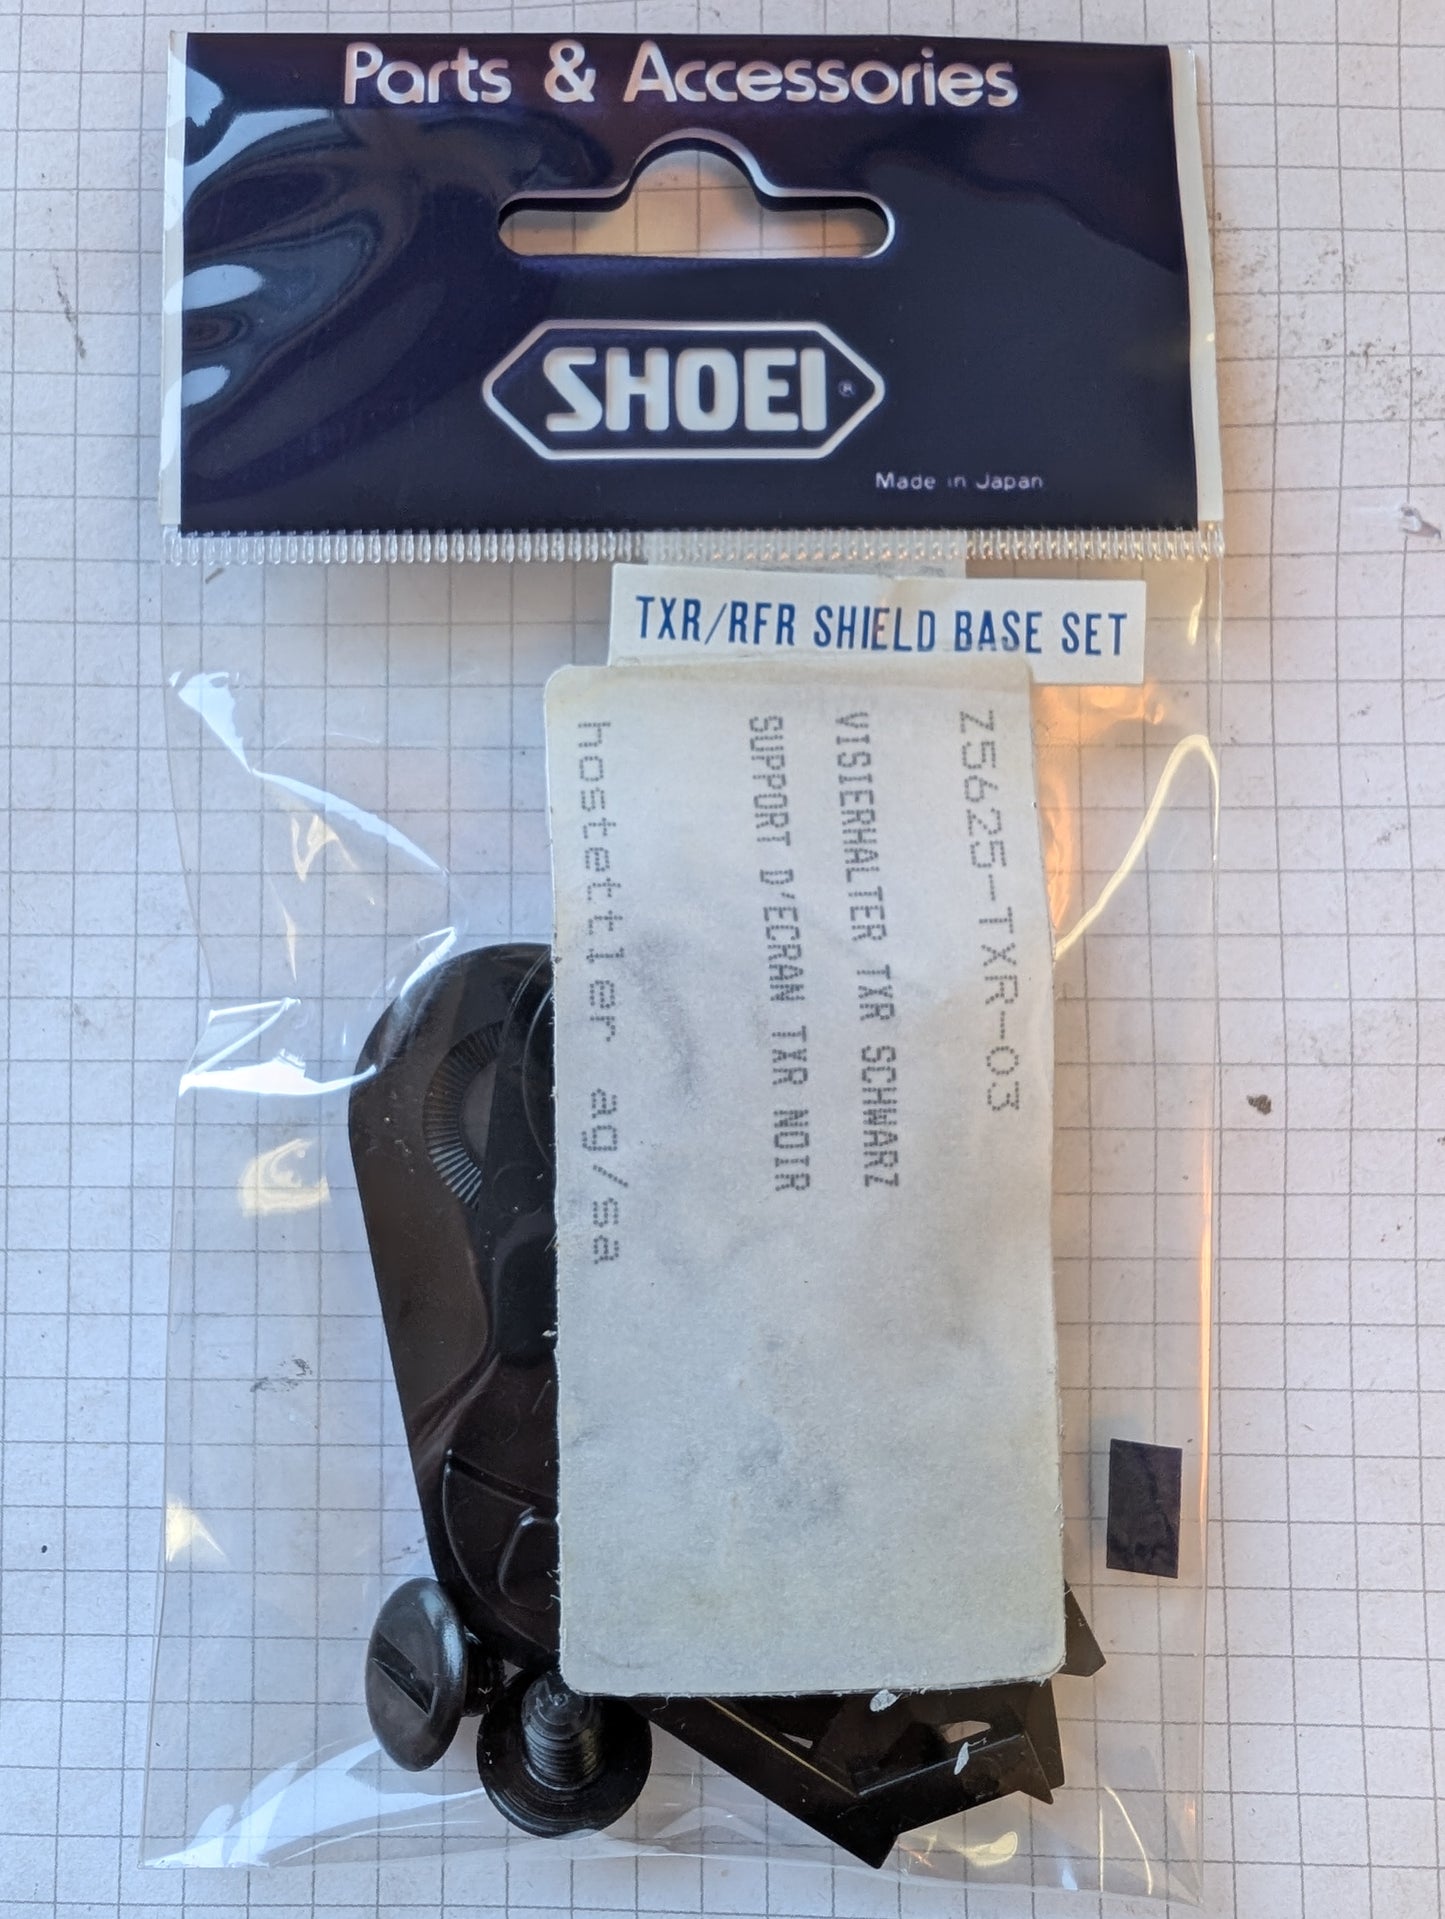 Parts & Accessories
SHOEI®
Made in Japan
TXR/RFR SHIELD BASE SET
Z5625-TXR-03
VISIERHALTER TXR SCHWARZ
SUPPORT D'ECRAN TXR NOIR
hostettler ag/sa